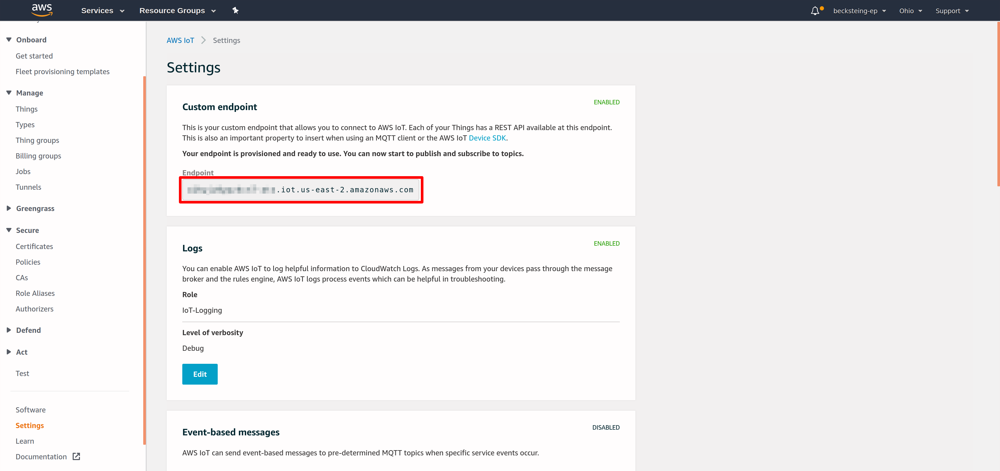 aws
Services
Resource Groups
becksteing-ep
Ohio
Support
Onboard
Get started
Fleet provisioning templates
Manage
Things
Types
Thing groups
Billing groups
Jobs
Tunnels
Greengrass
Secure
Certificates
Policies
CAs
Role Aliases
Authorizers
Defend
Act
Test
Software
Settings
Learn
Documentation
AWS IoT
Settings
Settings
Custom endpoint
ENABLED
This is your custom endpoint that allows you to connect to AWS IoT. Each of your Things has a REST API available at this endpoint.
This is also an important property to insert when using an MQTT client or the AWS IoT Device SDK.
Your endpoint is provisioned and ready to use. You can now start to publish and subscribe to topics.
Endpoint
.iot.us-east-2.amazonaws.com
Logs
ENABLED
You can enable AWS IoT to log helpful information to CloudWatch Logs. As messages from your devices pass through the message
broker and the rules engine, AWS IoT logs process events which can be helpful in troubleshooting.
Role
IoT-Logging
Level of verbosity
Debug
Edit
Event-based messages
DISABLED
AWS IoT can send event-based messages to pre-determined MQTT topics when specific service events occur.